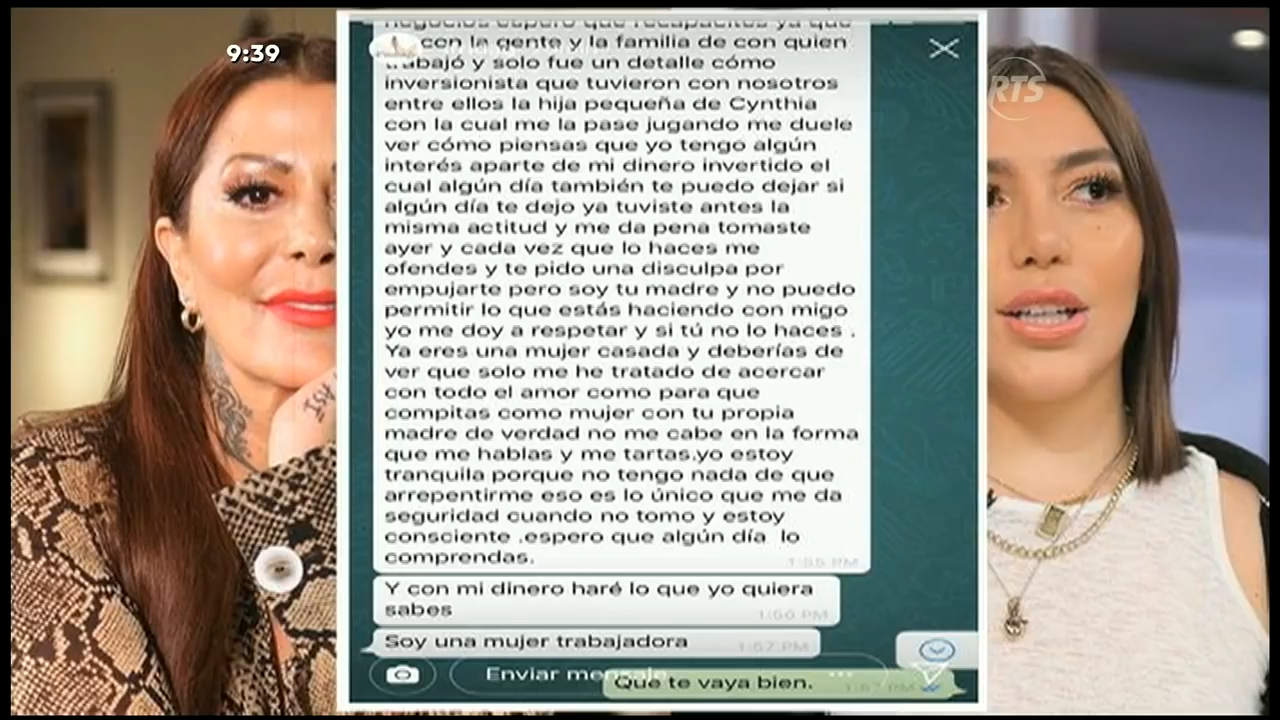 9:39
RTS
negocios espero que recapacites ya que
con la gente y la familia de con quien
trabajó y solo fue un detalle cómo
inversionista que tuvieron con nosotros
entre ellos la hija pequeña de Cynthia
con la cual me la pase jugando me duele
ver cómo piensas que yo tengo algún
interés aparte de mi dinero invertido el
cual algún día también te puedo dejar si
algún día te dejo ya tuviste antes la
misma actitud y me da pena tomaste
ayer y cada vez que lo haces me
ofendes y te pido una disculpa por
empujarte pero soy tu madre y no puedo
permitir lo que estás haciendo con migo
yo me doy a respetar y si tú no lo haces .
Ya eres una mujer casada y deberías de
ver que solo me he tratado de acercar
con todo el amor como para que
compitas como mujer con tu propia
madre de verdad no me cabe en la forma
que me hablas y me tartas.yo estoy
tranquila porque no tengo nada de que
arrepentirme eso es lo único que me da
seguridad cuando no tomo y estoy
consciente .espero que algún día lo
comprendas.
Y con mi dinero haré lo que yo quiera
sabes
1:56 PM
Soy una mujer trabajadora
1:57 PM
Enviar mensaje
Que te vaya bien.
1:57 PM